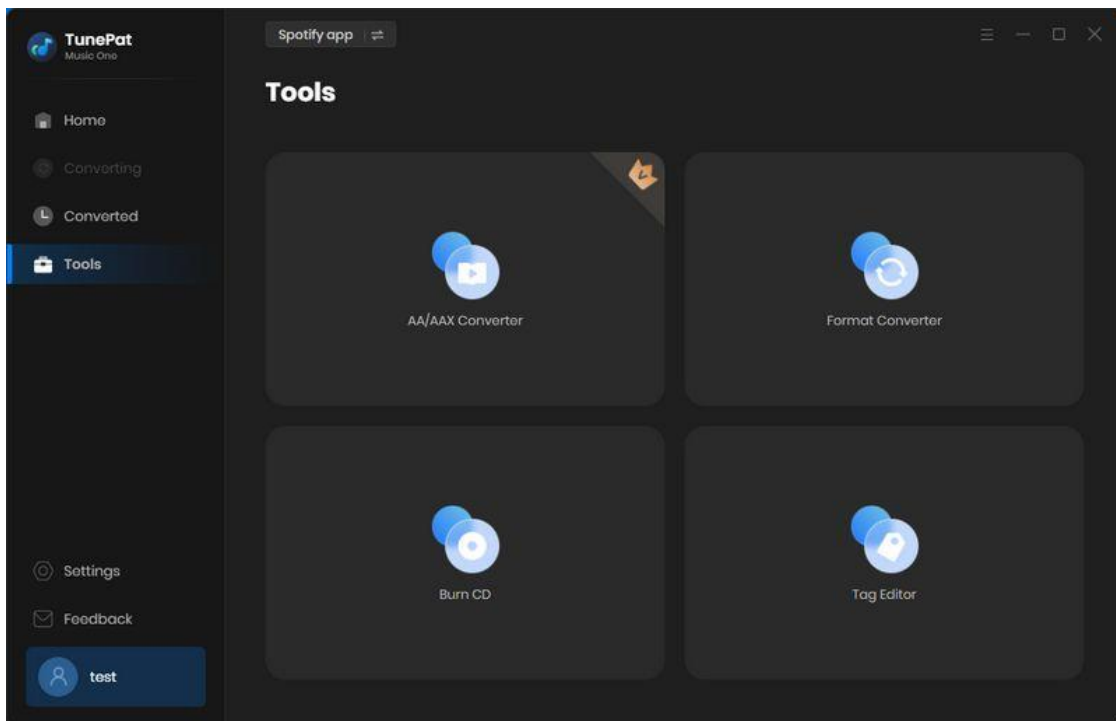 TunePat
Music One
Spotify app
Tools
Home
Converting
Converted
Tools
AA/AAX Converter
Format Converter
Burn CD
Tag Editor
Settings
Feedback
test